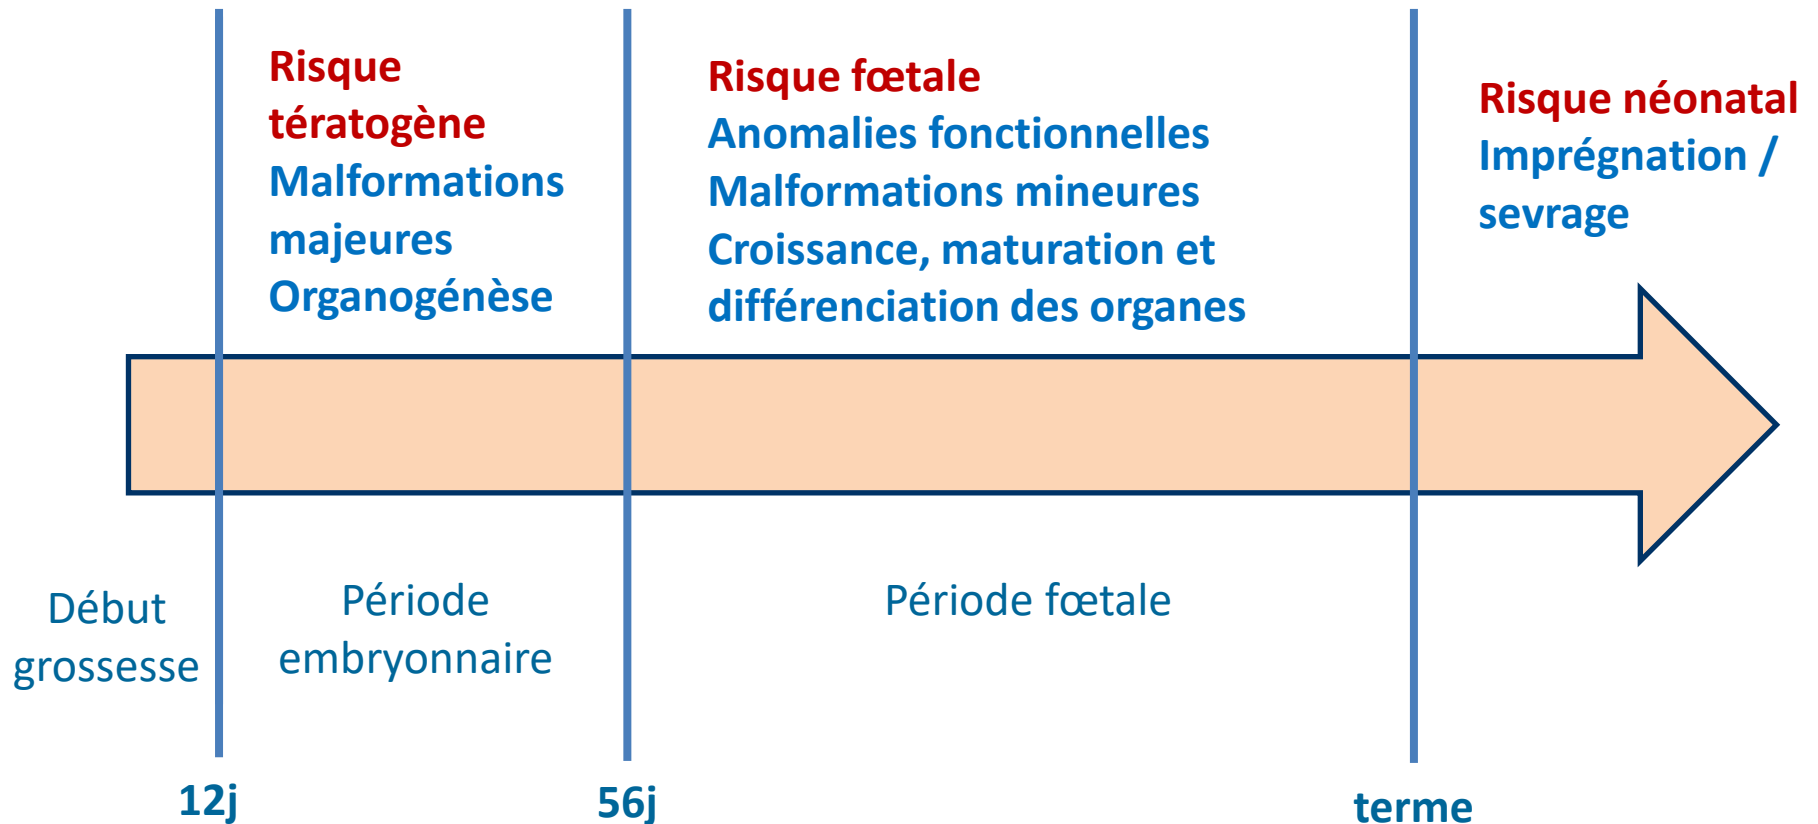 Risque
tératogène
Malformations
majeures
Organogénèse
Risque fœtale
Anomalies fonctionnelles
Malformations mineures
Croissance, maturation et
différenciation des organes
Risque néonatal
Imprégnation /
sevrage
Début
grossesse
Période
embryonnaire
Période fœtale
12j
56j
terme